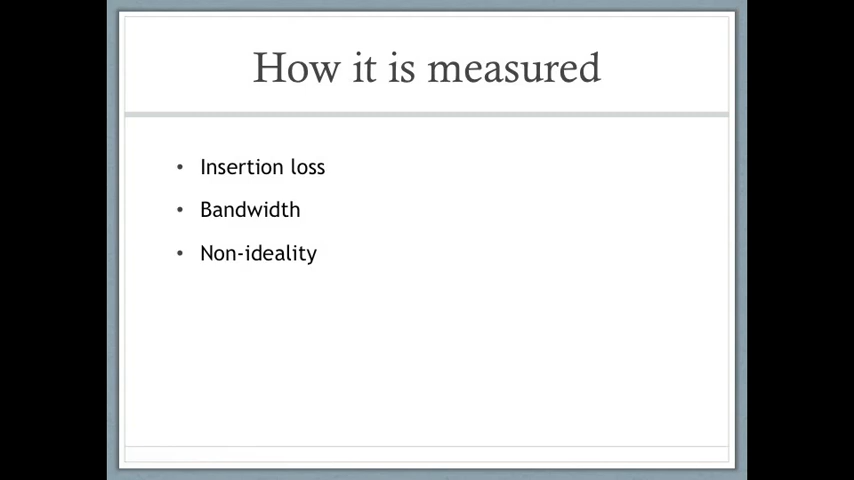 How it is measured
• Insertion loss
• Bandwidth
• Non-ideality